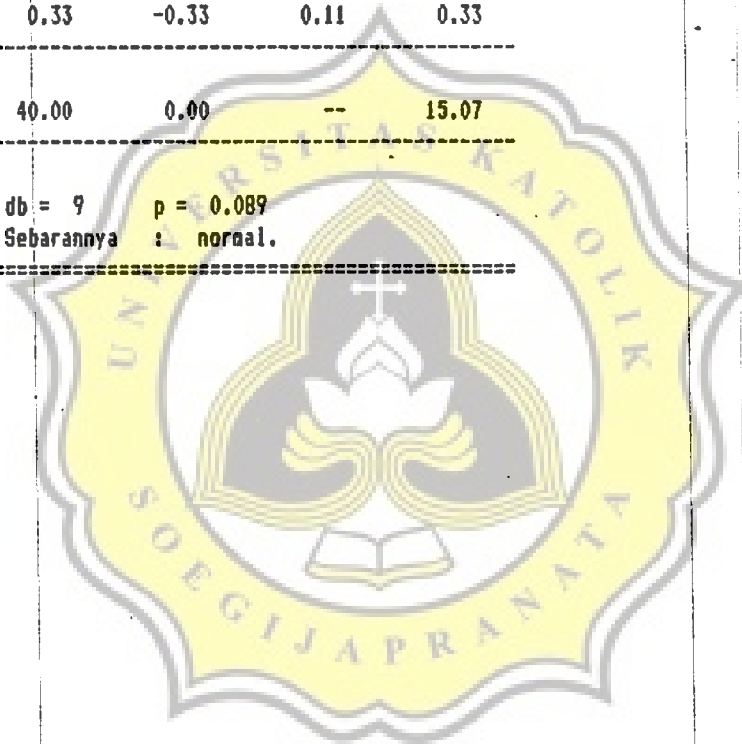 0.33 -0.33 0.11 0.33
40.00 0.00 -- 15.07
db = 9 p = 0.089
Sebarannya : normal.
UNIVERSITAS KATOLIK
SOEGIJAPRANATA